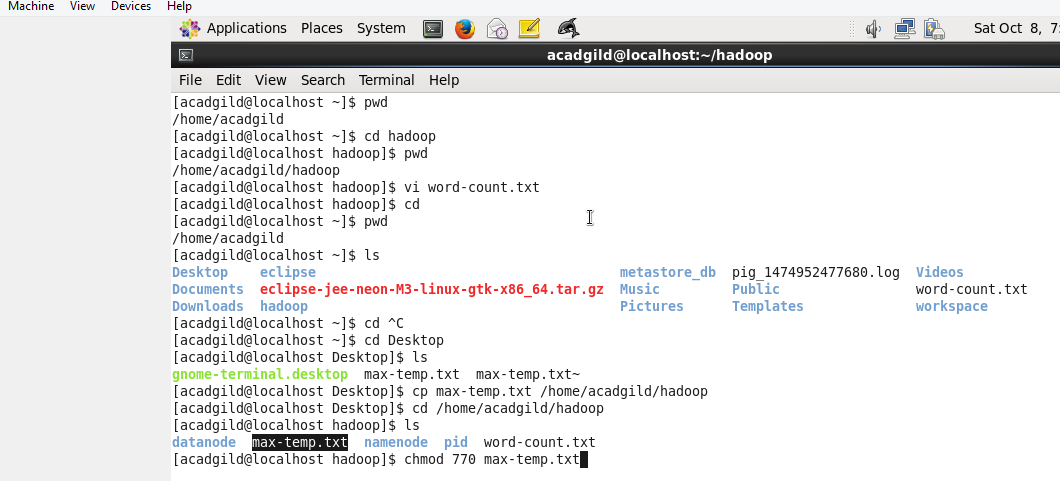 Machine View Devices Help
Applications Places System Sat Oct 8, 7:
acadgild@localhost:~/hadoop
File Edit View Search Terminal Help
[acadgild@localhost ~]$ pwd
/home/acadgild
[acadgild@localhost ~]$ cd hadoop
[acadgild@localhost hadoop]$ pwd
/home/acadgild/hadoop
[acadgild@localhost hadoop]$ vi word-count.txt
[acadgild@localhost hadoop]$ cd
[acadgild@localhost ~]$ pwd
/home/acadgild
[acadgild@localhost ~]$ ls
Desktop eclipse metastore_db pig_1474952477680.log Videos
Documents eclipse-jee-neon-M3-linux-gtk-x86_64.tar.gz Music Public word-count.txt
Downloads hadoop Pictures Templates workspace
[acadgild@localhost ~]$ cd ^C
[acadgild@localhost ~]$ cd Desktop
[acadgild@localhost Desktop]$ ls
gnome-terminal.desktop max-temp.txt max-temp.txt~
[acadgild@localhost Desktop]$ cp max-temp.txt /home/acadgild/hadoop
[acadgild@localhost Desktop]$ cd /home/acadgild/hadoop
[acadgild@localhost hadoop]$ ls
datanode max-temp.txt namenode pid word-count.txt
[acadgild@localhost hadoop]$ chmod 770 max-temp.txt